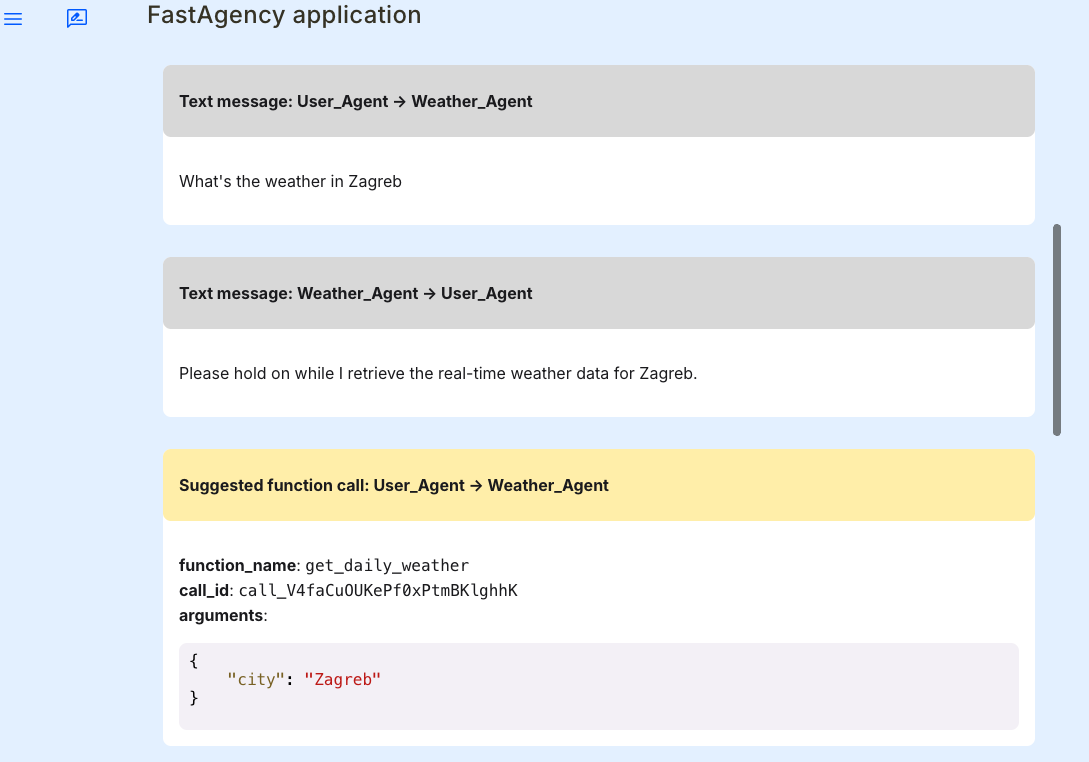 FastAgency application
Text message: User_Agent -> Weather_Agent
What's the weather in Zagreb
Text message: Weather_Agent -> User_Agent
Please hold on while I retrieve the real-time weather data for Zagreb.
Suggested function call: User_Agent -> Weather_Agent
function_name: get_daily_weather
call_id: call_V4faCuOUKePf0xPtmBKlghhK
arguments:
{
    "city": "Zagreb"
}